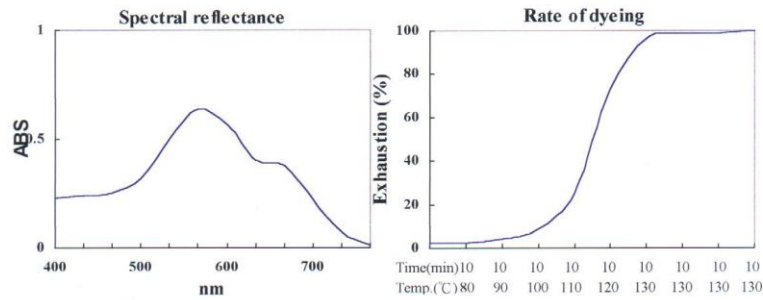 Spectral reflectance
1
0.5
0
ABS
400 500 600 700
nm
Rate of dyeing
100
80
60
40
20
0
Exhaustion (%)
Time(min)10 10 10 10 10 10 10 10 10
Temp.(℃) 80 90 100 110 120 130 130 130 130